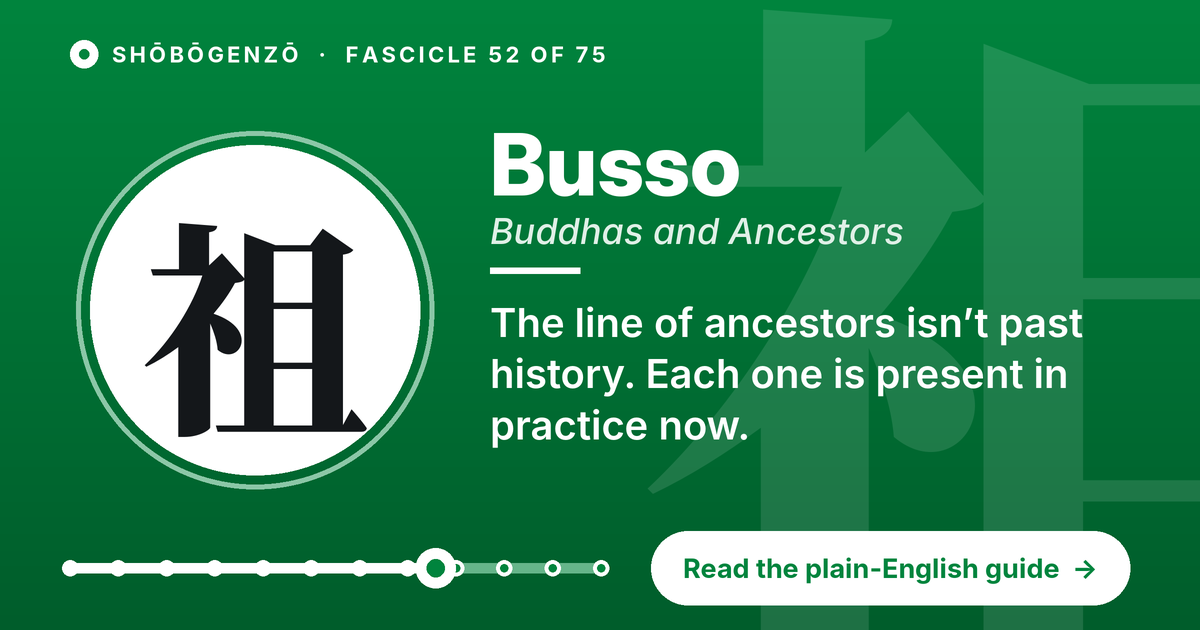 SHŌBŌGENZŌ · FASCICLE 52 OF 75
祖
Busso
Buddhas and Ancestors
The line of ancestors isn’t past
history. Each one is present in
practice now.
Read the plain-English guide →